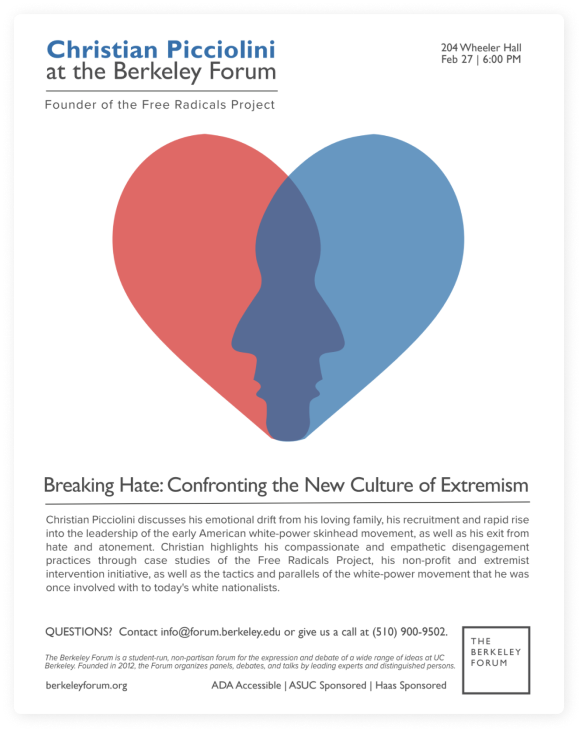 Christian Picciolini
at the Berkeley Forum
204 Wheeler Hall
Feb 27 | 6:00 PM
Founder of the Free Radicals Project
Breaking Hate: Confronting the New Culture of Extremism
Christian Picciolini discusses his emotional drift from his loving family, his recruitment and rapid rise
into the leadership of the early American white-power skinhead movement, as well as his exit from
hate and atonement. Christian highlights his compassionate and empathetic disengagement
practices through case studies of the Free Radicals Project, his non-profit and extremist
intervention initiative, as well as the tactics and parallels of the white-power movement that he was
once involved with to today's white nationalists.
QUESTIONS? Contact info@forum.berkeley.edu or give us a call at (510) 900-9502.
The Berkeley Forum is a student-run, non-partisan forum for the expression and debate of a wide range of ideas at UC
Berkeley. Founded in 2012, the Forum organizes panels, debates, and talks by leading experts and distinguished persons.
berkeleyforum.org
ADA Accessible | ASUC Sponsored | Haas Sponsored
THE
BERKELEY
FORUM